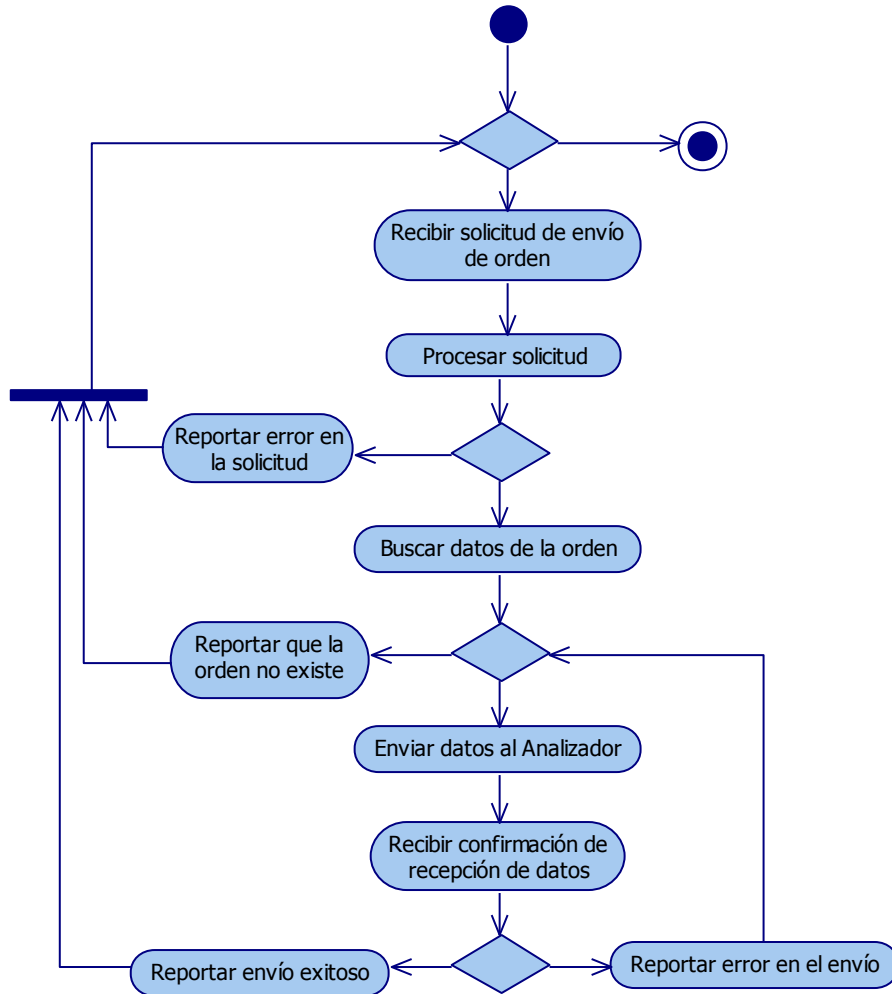 Recibir solicitud de envío
de orden
Procesar solicitud
Reportar error en
la solicitud
Buscar datos de la orden
Reportar que la
orden no existe
Enviar datos al Analizador
Recibir confirmación de
recepción de datos
Reportar envío exitoso
Reportar error en el envío